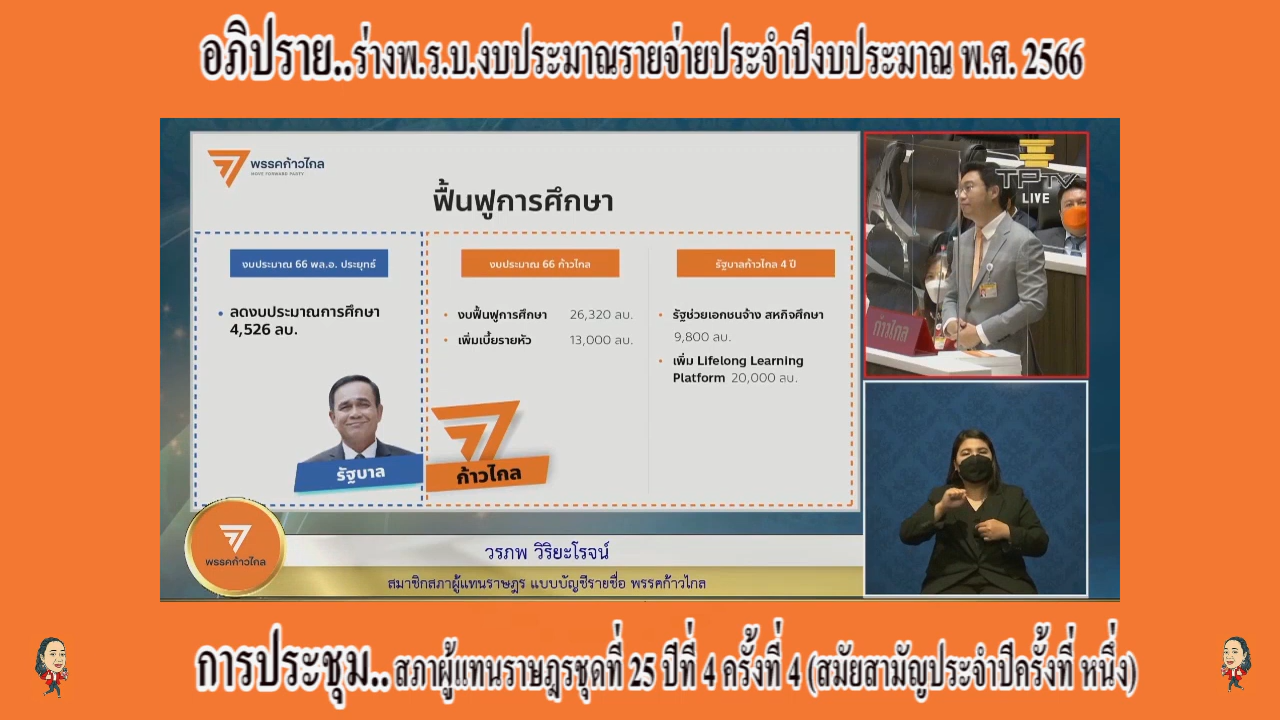 อภิปราย..ร่างพ.ร.บ.งบประมาณรายจ่ายประจำปีงบประมาณ พ.ศ. 2566
พรรคก้าวไกล
MOVE FORWARD PARTY
ฟื้นฟูการศึกษา
งบประมาณ 66 พล.อ. ประยุทธ์
ลดงบประมาณการศึกษา
4,526 ลบ.
รัฐบาล
งบประมาณ 66 ก้าวไกล
งบฟื้นฟูการศึกษา 26,320 ลบ.
เพิ่มเบี้ยรายหัว 13,000 ลบ.
ก้าวไกล
รัฐบาลก้าวไกล 4 ปี
รัฐช่วยเอกชนจ้าง สหกิจศึกษา
9,800 ลบ.
เพิ่ม Lifelong Learning
Platform 20,000 ลบ.
TPTV
LIVE
ก้าวไกล
พรรคก้าวไกล
วรภพ วิริยะโรจน์
สมาชิกสภาผู้แทนราษฎร แบบบัญชีรายชื่อ พรรคก้าวไกล
การประชุม.. สภาผู้แทนราษฎรชุดที่ 25 ปีที่ 4 ครั้งที่ 4 (สมัยสามัญประจำปีครั้งที่ หนึ่ง)